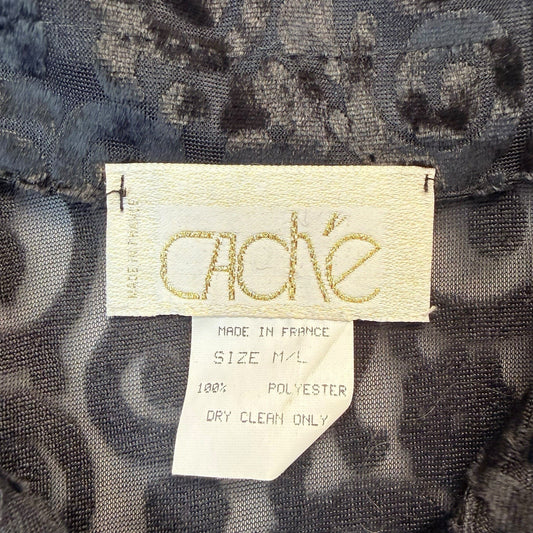 cAché
MADE IN FRANCE
MADE IN FRANCE
SIZE M/L
100% POLYESTER
DRY CLEAN ONLY